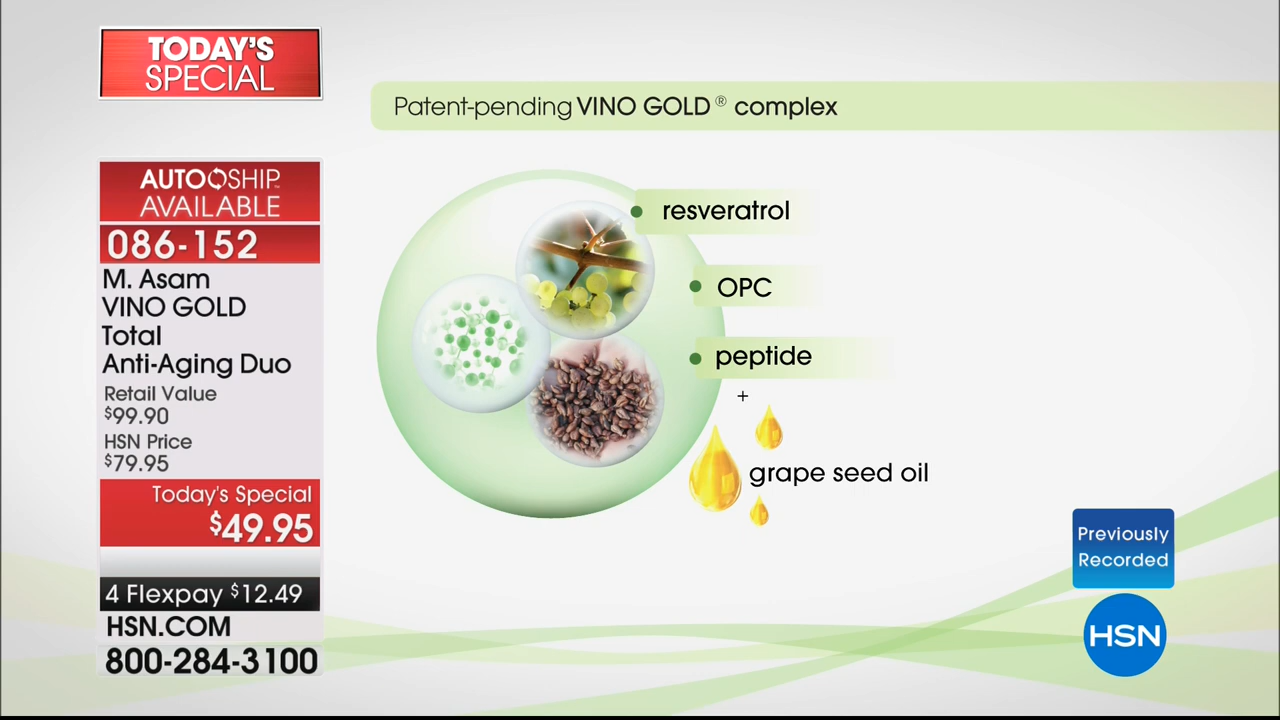 TODAY'S
SPECIAL
Patent-pending VINO GOLD® complex
AUTOSHIP™
AVAILABLE
086-152
M. Asam
VINO GOLD
Total
Anti-Aging Duo
Retail Value
$99.90
HSN Price
$79.95
Today's Special
$49.95
4 Flexpay $12.49
HSN.COM
800-284-3100
resveratrol
OPC
peptide
+
grape seed oil
Previously
Recorded
HSN